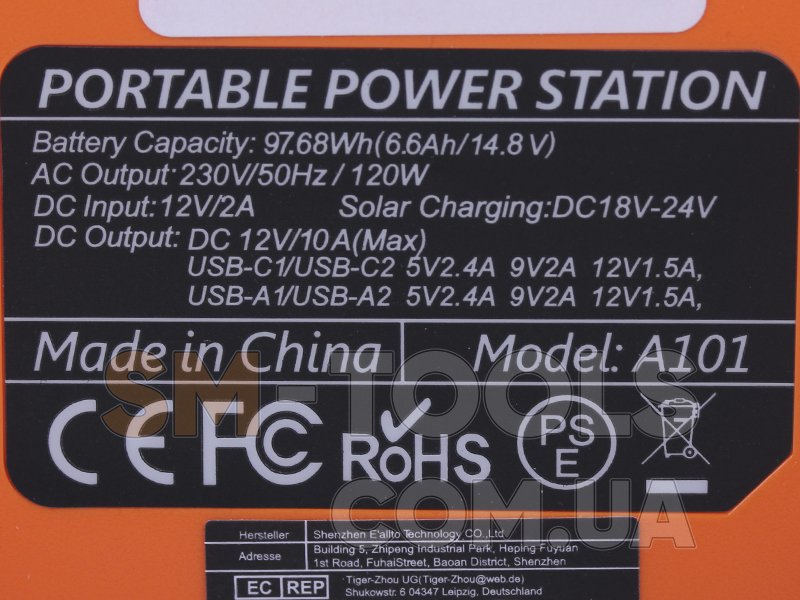 PORTABLE POWER STATION
Battery Capacity: 97.68Wh(6.6Ah/14.8V)
AC Output·230V/50Hz/120W
DC Input:12V/2A Solar Charging:DC18V-24V
DC Output: DC 12V/10A(Max)
USB-C1/USB-C2 5V2.4A 9V2A 12V1.5A,
USB-A1/USB-A2 5V2.4A 9V2A 12V1.5A,
Made in China Model: A101
CE FC RoHS PSE
SM-TOOLS
.COM.UA
Hersteller Shenzhen E'ailto Technology CO.,Ltd
Adresse Building 5, Zhipeng Industrial Park, Heping Fuyuan
1st Road, FuhaiStreet, Baoan District, Shenzhen
EC REP Tiger-Zhou UG(Tiger-Zhou@web.de)
Shukowstr. 6 04347 Leipzig, Deutschland